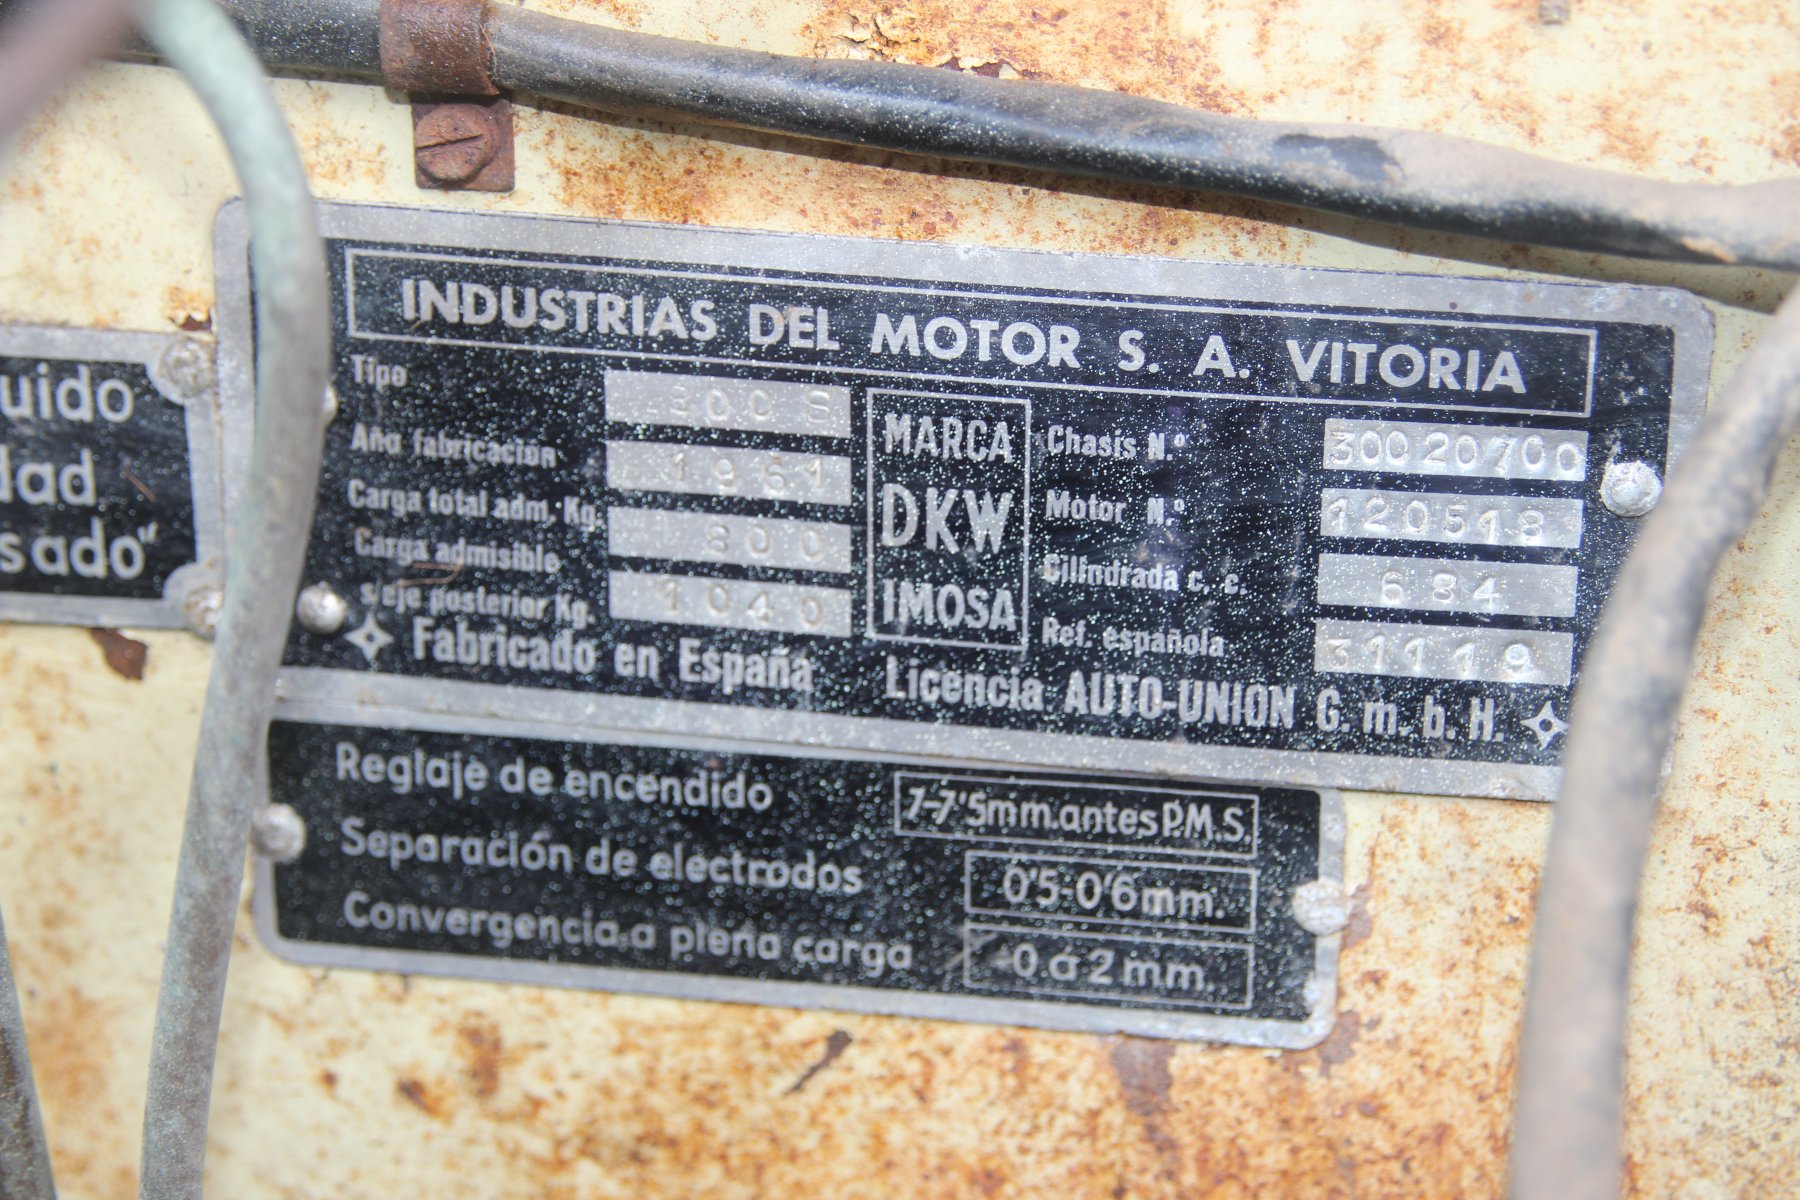 INDUSTRIAS DEL MOTOR S. A. VITORIA
Tipo 800 S
Año fabricacion 1961
Carga total adm. Kg. 800
Carga admisible
s/eje posterior Kg. 1040
MARCA
DKW
IMOSA
Chasis N.º 30020700
Motor N.º 120518
Cilindrada c. c. 684
Ref. española 31119
Fabricado en España Licencia AUTO-UNION G. m. b. H.
uido
dad
sado"
Reglaje de encendido 7-7'5mm.antes P.M.S.
Separación de electrodos 0'5-0'6mm.
Convergencia a plena carga 0 a 2 mm.